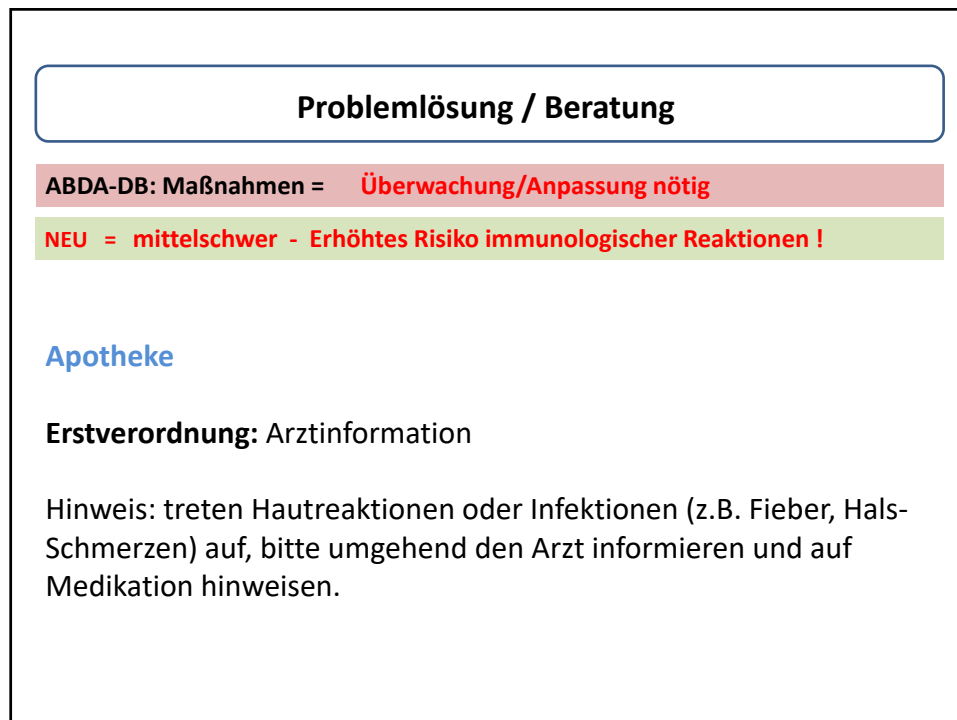 Problemlösung / Beratung
ABDA-DB: Maßnahmen = Überwachung/Anpassung nötig
NEU = mittelschwer - Erhöhtes Risiko immunologischer Reaktionen !
Apotheke
Erstverordnung: Arztinformation
Hinweis: treten Hautreaktionen oder Infektionen (z.B. Fieber, Hals-
Schmerzen) auf, bitte umgehend den Arzt informieren und auf
Medikation hinweisen.